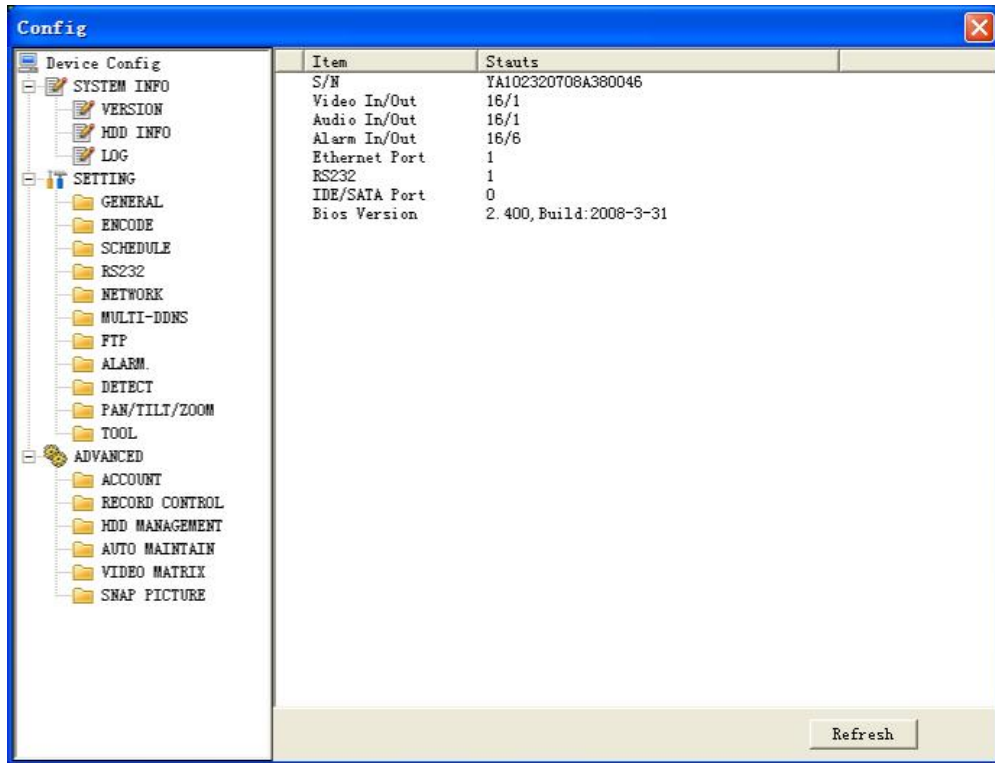 Config
Device Config
SYSTEM INFO
VERSION
HDD INFO
LOG
SETTING
GENERAL
ENCODE
SCHEDULE
RS232
NETWORK
MULTI-DDNS
FTP
ALARM.
DETECT
PAN/TILT/ZOOM
TOOL
ADVANCED
ACCOUNT
RECORD CONTROL
HDD MANAGEMENT
AUTO MAINTAIN
VIDEO MATRIX
SNAP PICTURE
Item Stauts
S/N YA102320708A380046
Video In/Out 16/1
Audio In/Out 16/1
Alarm In/Out 16/6
Ethernet Port 1
RS232 1
IDE/SATA Port 0
Bios Version 2.400,Build:2008-3-31
Refresh